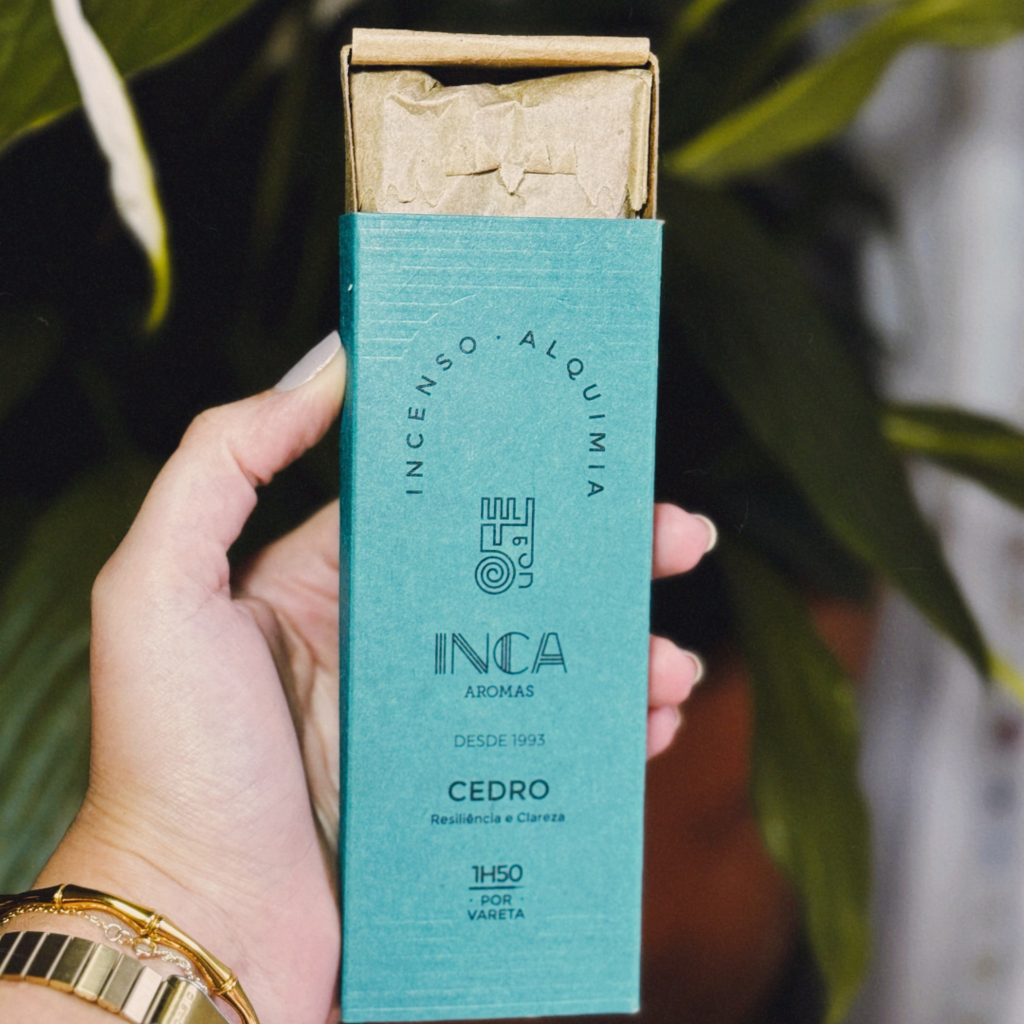 INCENSO · ALQUIMIA
INCA
AROMAS
DESDE 1993
CEDRO
Resiliência e Clareza
1H50
· POR ·
VARETA